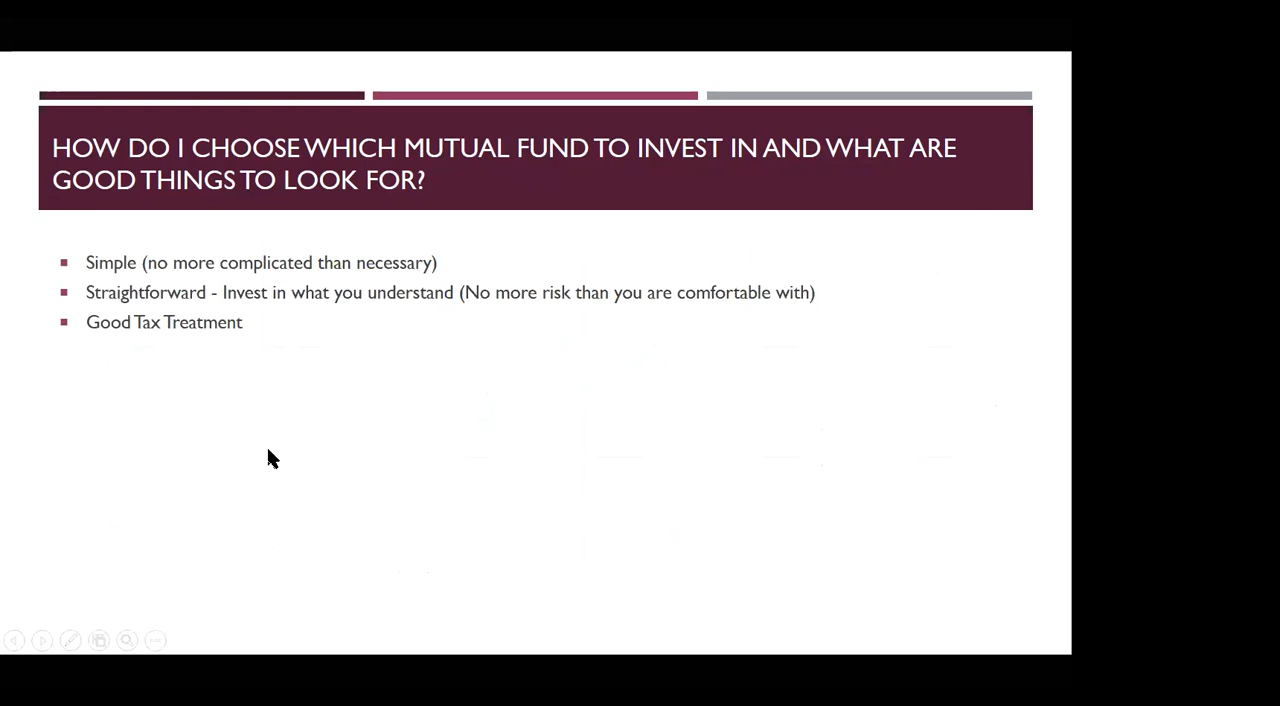 HOW DO I CHOOSE WHICH MUTUAL FUND TO INVEST IN AND WHAT ARE
GOOD THINGS TO LOOK FOR?
Simple (no more complicated than necessary)
Straightforward - Invest in what you understand (No more risk than you are comfortable with)
Good Tax Treatment